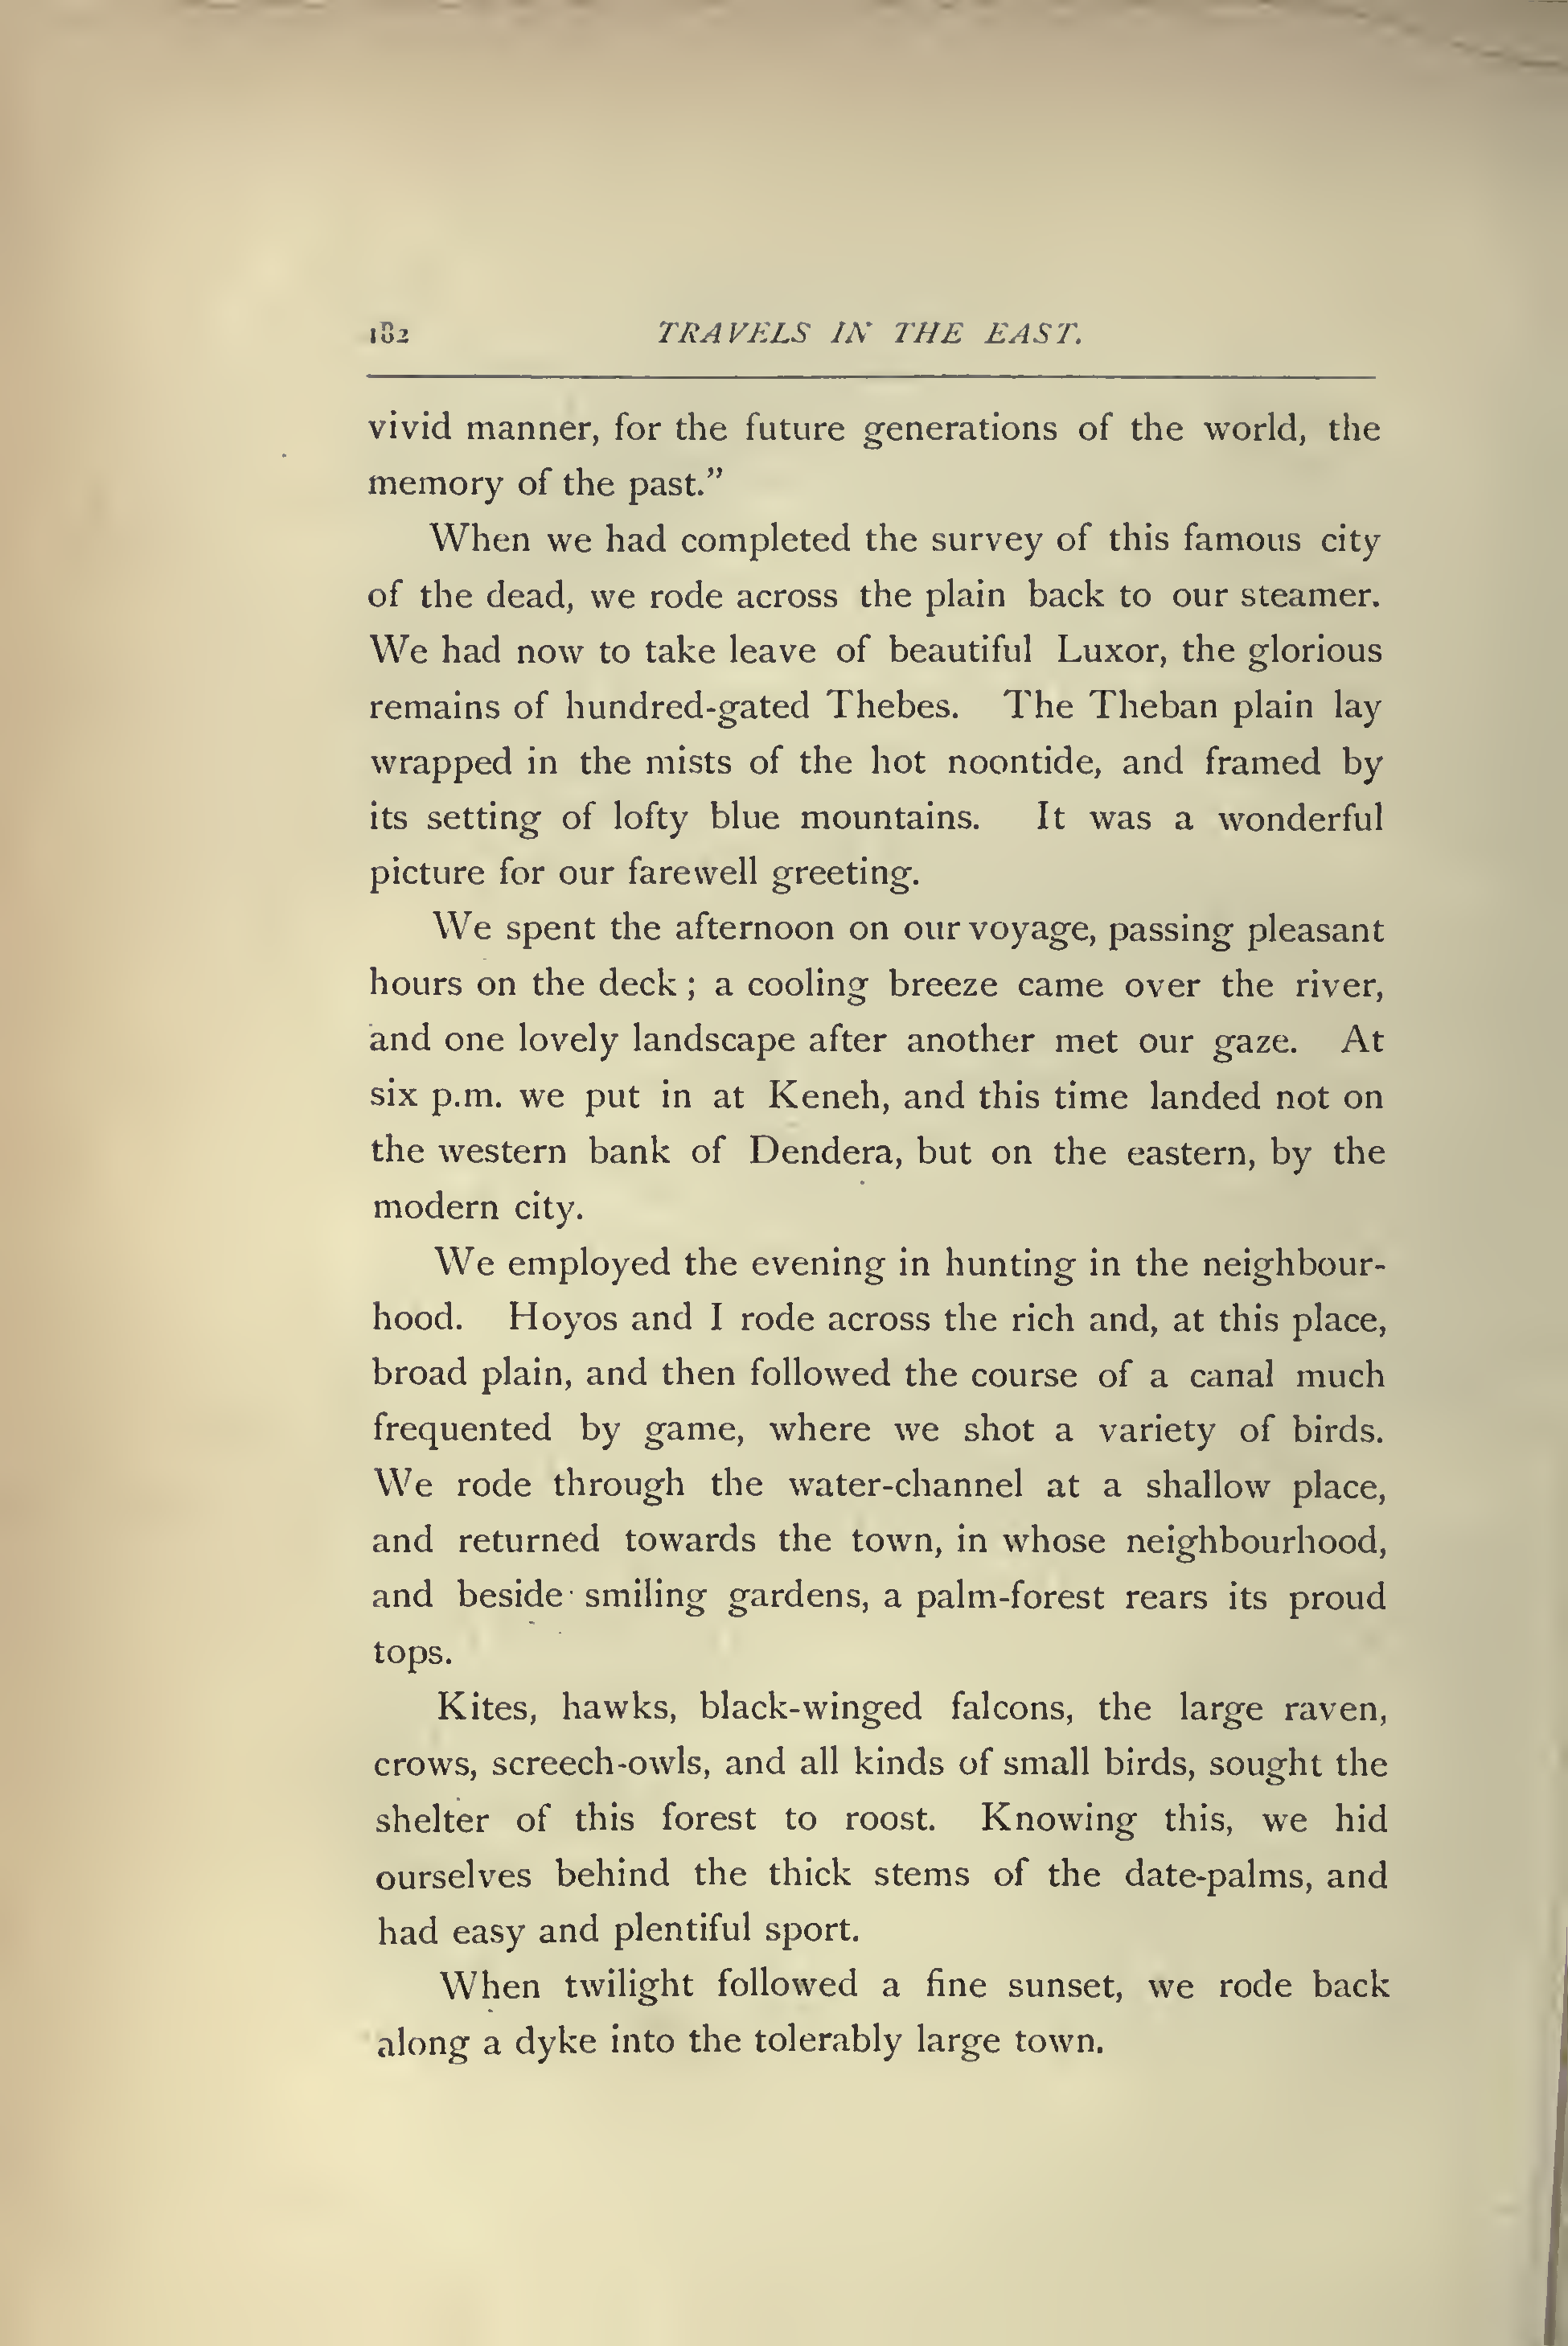 182 TRAVELS IN THE EAST.
vivid manner, for the future generations of the world, the
memory of the past.”
When we had completed the survey of this famous city
of the dead, we rode across the plain back to our steamer.
We had now to take leave of beautiful Luxor, the glorious
remains of hundred-gated Thebes. The Theban plain lay
wrapped in the mists of the hot noontide, and framed by
its setting of lofty blue mountains. It was a wonderful
picture for our farewell greeting.
We spent the afternoon on our voyage, passing pleasant
hours on the deck ; a cooling breeze came over the river,
and one lovely landscape after another met our gaze. At
six p.m. we put in at Keneh, and this time landed not on
the western bank of Dendera, but on the eastern, by the
modern city.
We employed the evening in hunting in the neighbour-
hood. Hoyos and I rode across the rich and, at this place,
broad plain, and then followed the course of a canal much
frequented by game, where we shot a variety of birds.
We rode through the water-channel at a shallow place,
and returned towards the town, in whose neighbourhood,
and beside smiling gardens, a palm-forest rears its proud
tops.
Kites, hawks, black-winged falcons, the large raven,
crows, screech-owls, and all kinds of small birds, sought the
shelter of this forest to roost. Knowing this, we hid
ourselves behind the thick stems of the date-palms, and
had easy and plentiful sport.
When twilight followed a fine sunset, we rode back
along a dyke into the tolerably large town.